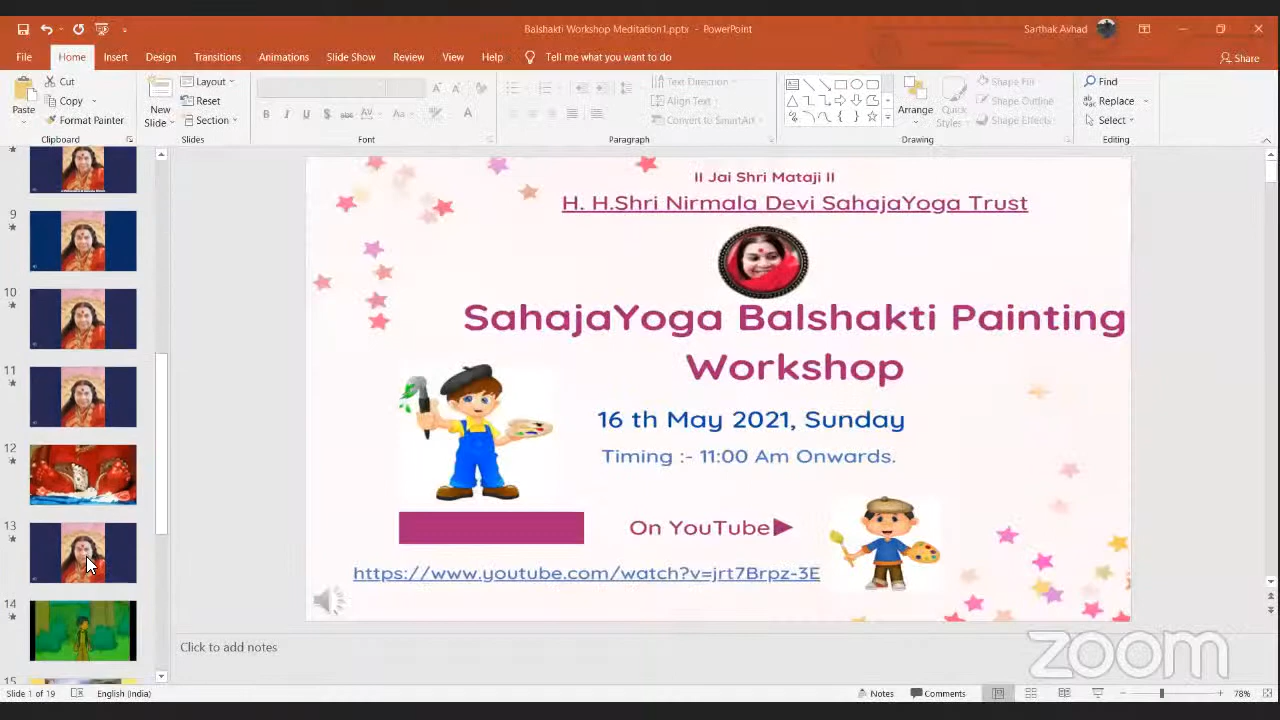 Balshakti Workshop Meditation1.pptx - PowerPoint
Sarthak Avhad
File Home Insert Design Transitions Animations Slide Show Review View Help Tell me what you want to do
Share
Paste
Cut
Copy
Format Painter
Clipboard
New Slide
Layout
Reset
Section
Slides
Font
Text Direction
Align Text
Convert to SmartArt
Paragraph
Arrange
Quick Styles
Shape Fill
Shape Outline
Shape Effects
Drawing
Find
Replace
Select
Editing
9
10
11
12
13
14
15
II Jai Shri Mataji II
H. H.Shri Nirmala Devi SahajaYoga Trust
SahajaYoga Balshakti Painting
Workshop
16 th May 2021, Sunday
Timing :- 11:00 Am Onwards.
On YouTube
https://www.youtube.com/watch?v=jrt7Brpz-3E
Click to add notes
zoom
Slide 1 of 19 English (India) Notes Comments 78%